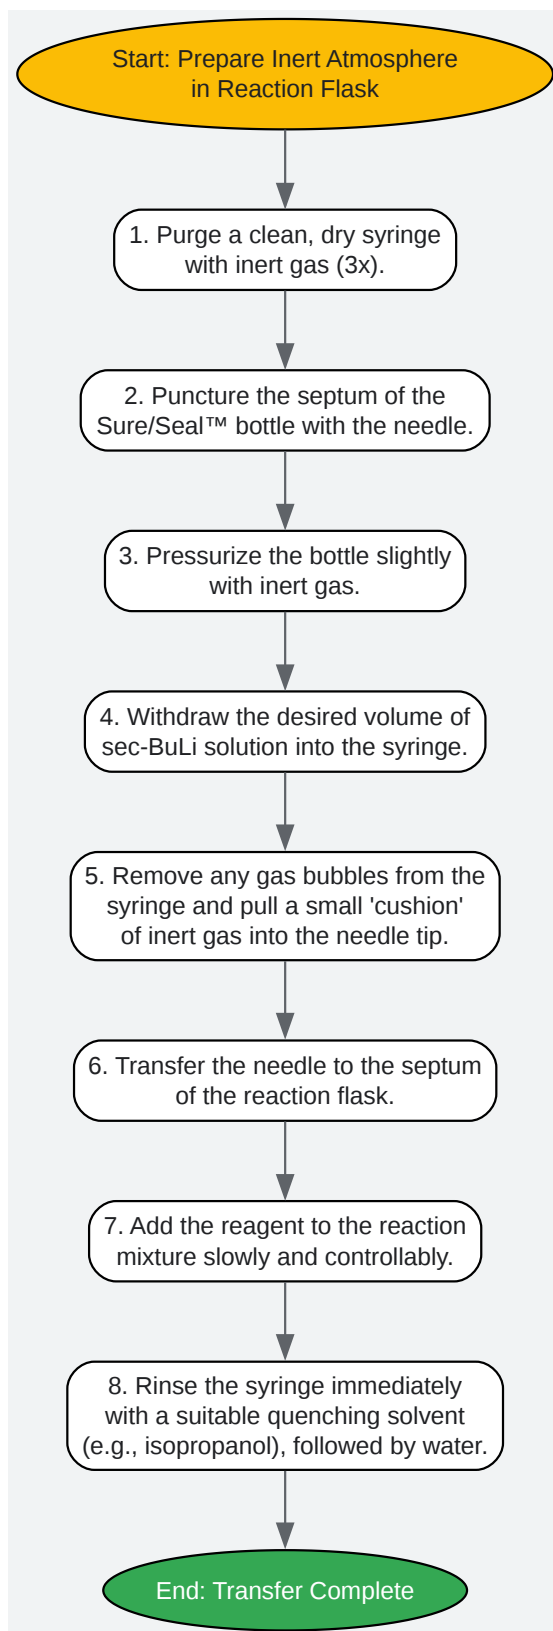 Start: Prepare Inert Atmosphere
in Reaction Flask
1. Purge a clean, dry syringe
with inert gas (3x).
2. Puncture the septum of the
Sure/Seal™ bottle with the needle.
3. Pressurize the bottle slightly
with inert gas.
4. Withdraw the desired volume of
sec-BuLi solution into the syringe.
5. Remove any gas bubbles from the
syringe and pull a small 'cushion'
of inert gas into the needle tip.
6. Transfer the needle to the septum
of the reaction flask.
7. Add the reagent to the reaction
mixture slowly and controllably.
8. Rinse the syringe immediately
with a suitable quenching solvent
(e.g., isopropanol), followed by water.
End: Transfer Complete